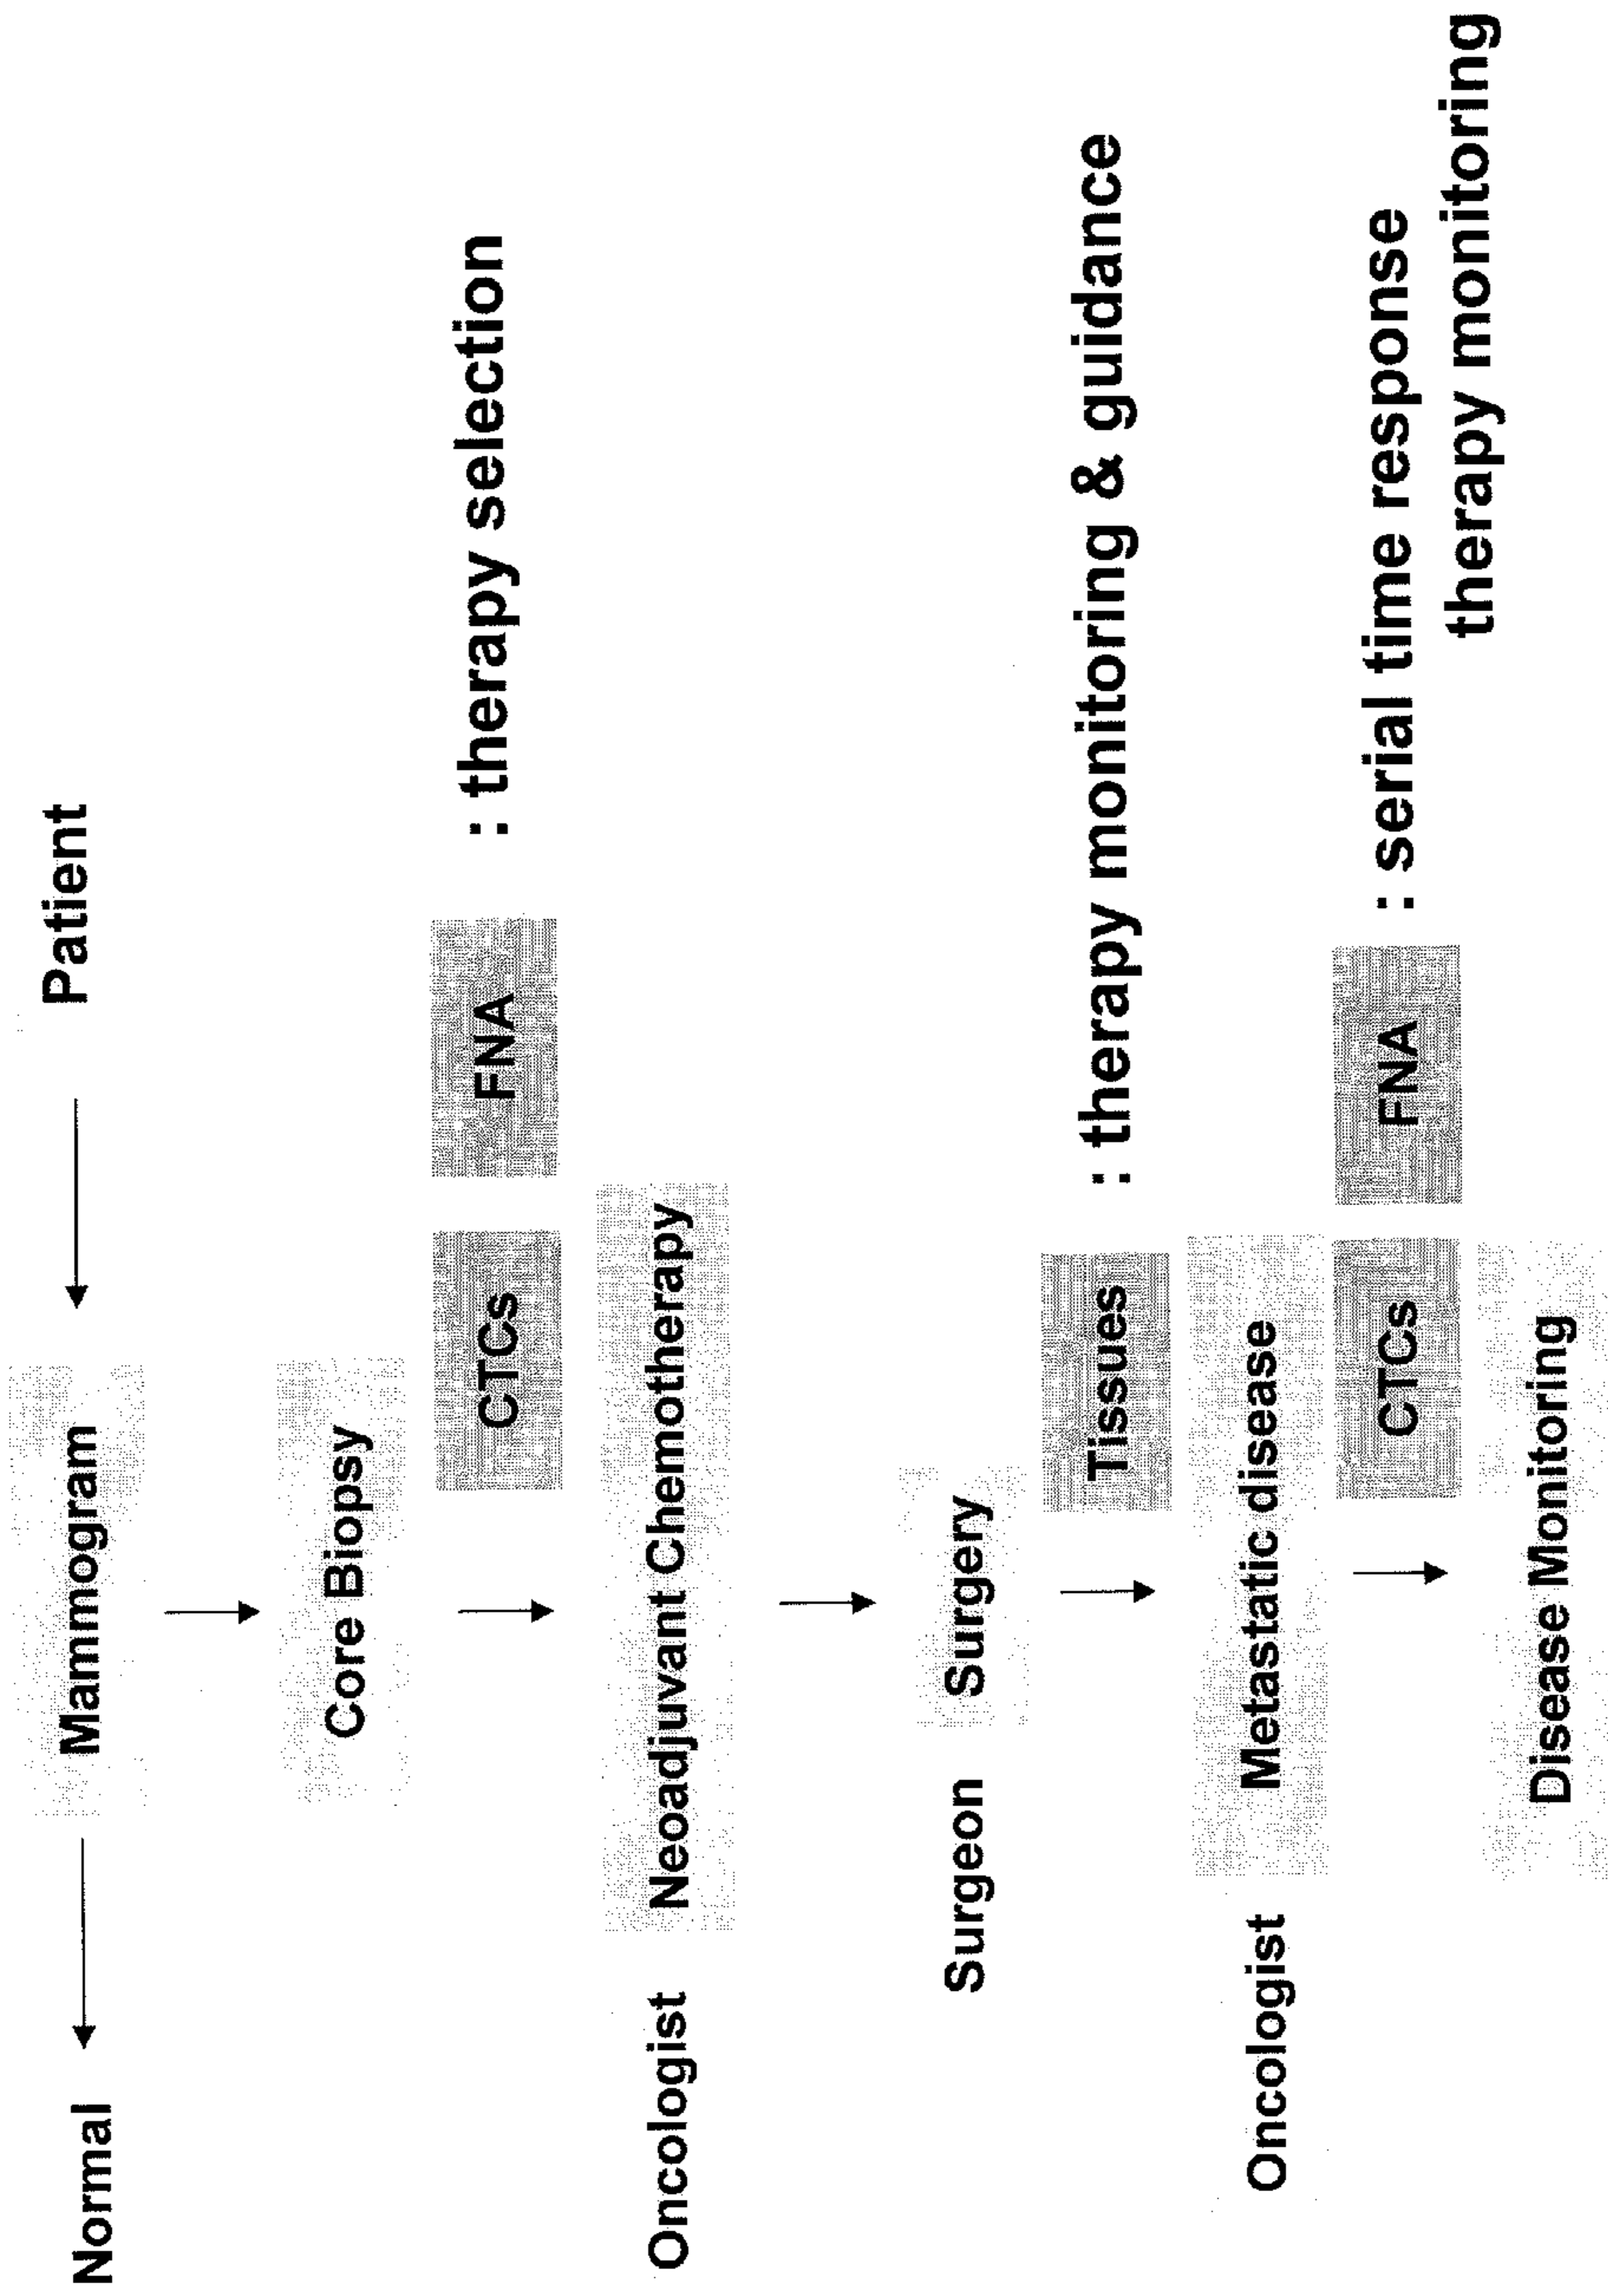 Normal Mammogram Patient
Core Biopsy
CTCs FNA : therapy selection
Oncologist Neoadjuvant Chemotherapy
Surgeon Surgery
Tissues : therapy monitoring & guidance
Oncologist Metastatic disease
CTCs FNA : serial time response
therapy monitoring
Disease Monitoring